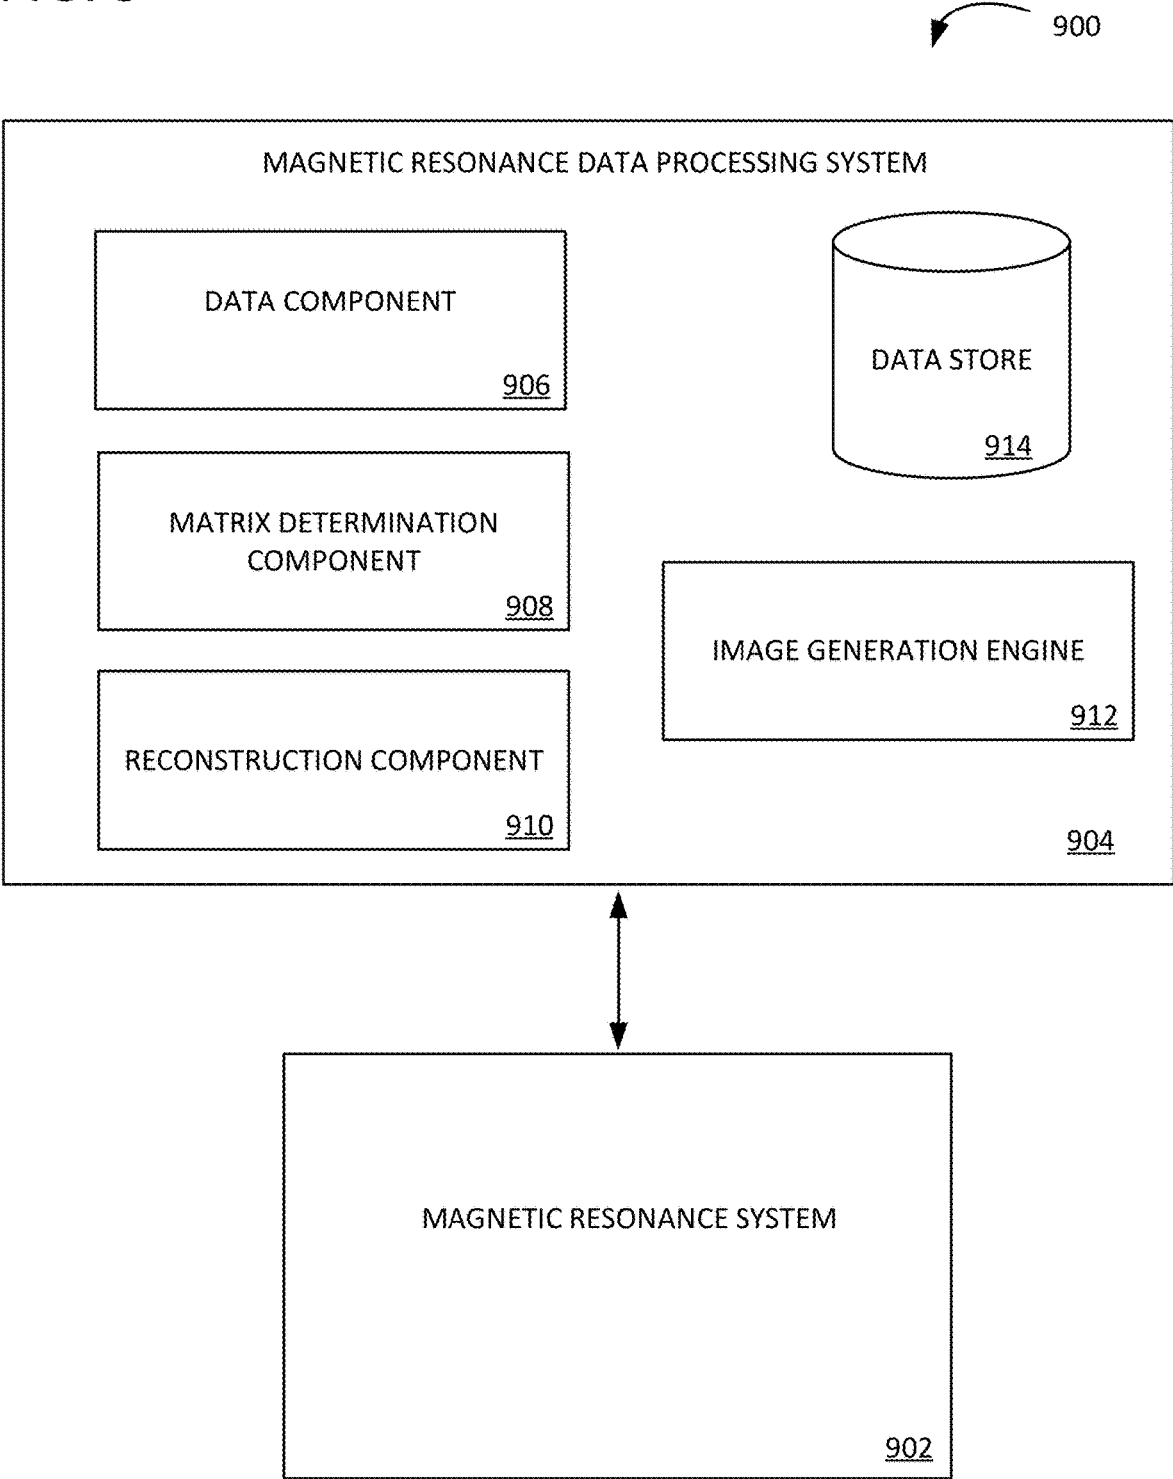 900
MAGNETIC RESONANCE DATA PROCESSING SYSTEM
DATA COMPONENT
906
DATA STORE
914
MATRIX DETERMINATION
COMPONENT
908
IMAGE GENERATION ENGINE
912
RECONSTRUCTION COMPONENT
910
904
MAGNETIC RESONANCE SYSTEM
902